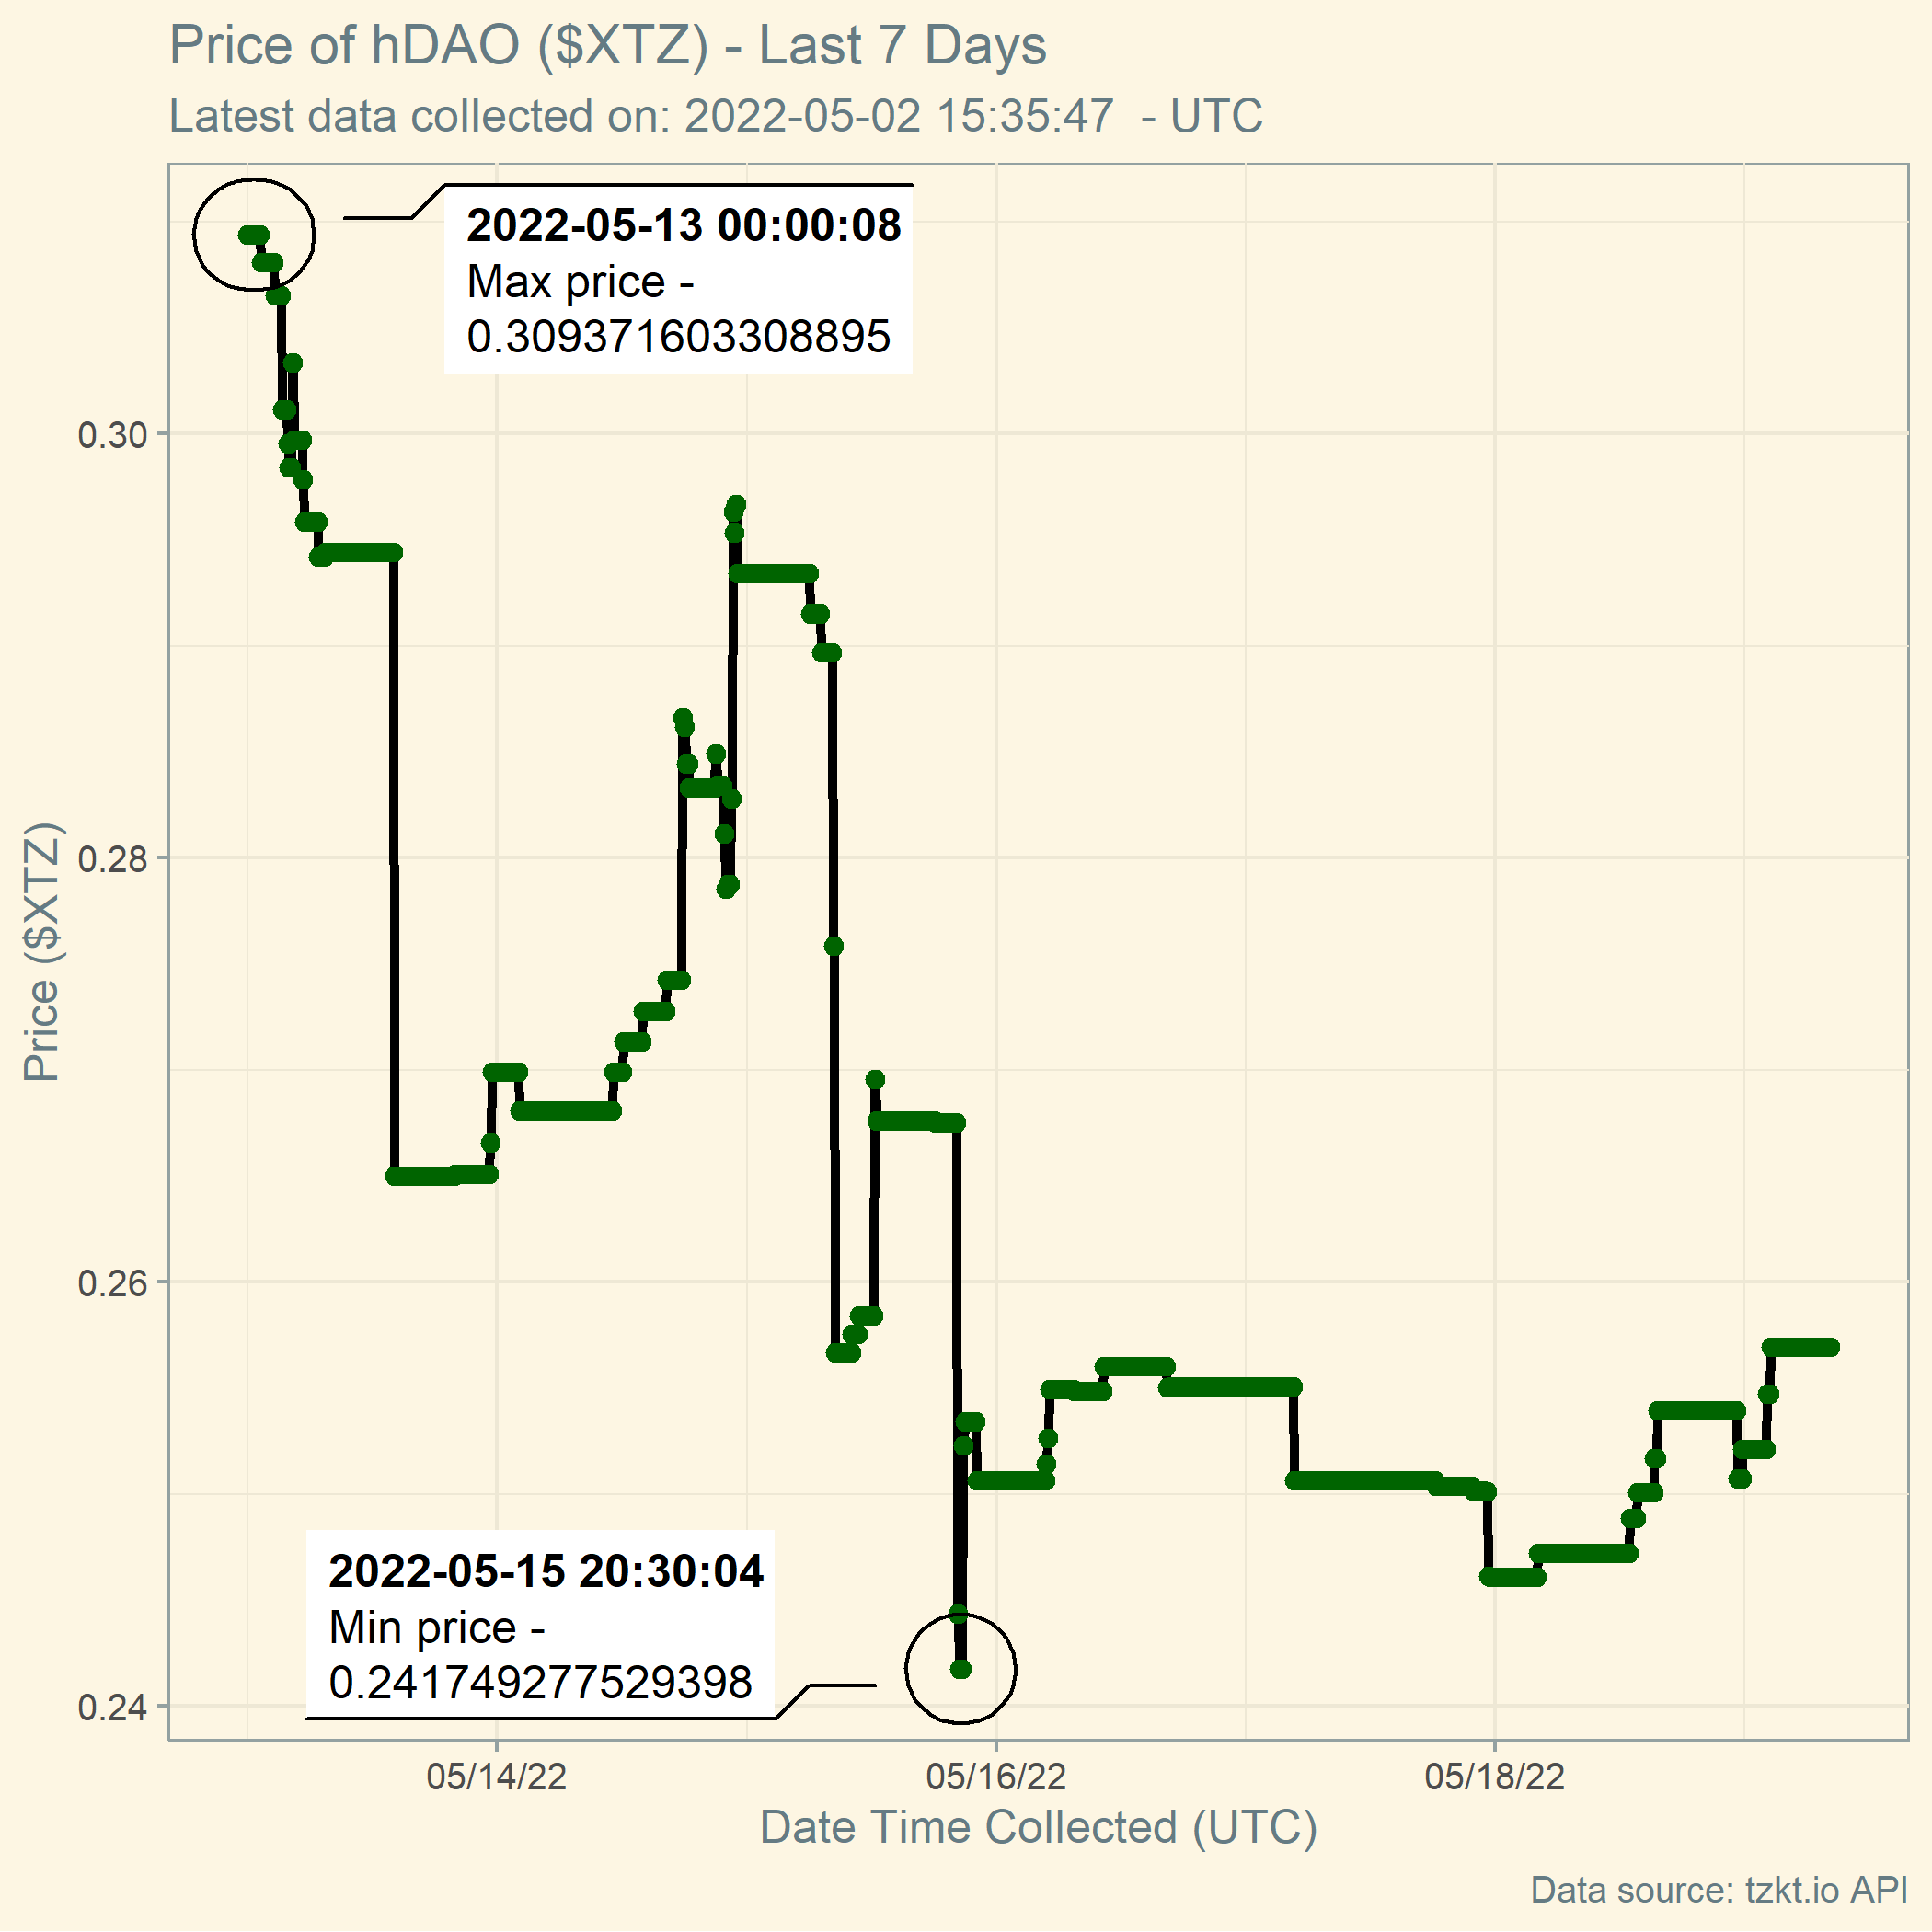 Price of hDAO ($XTZ) - Last 7 Days
Latest data collected on: 2022-05-02 15:35:47  - UTC
2022-05-13 00:00:08
Max price -
0.309371603308895
0.30
0.28
0.26
0.24
Price ($XTZ)
2022-05-15 20:30:04
Min price -
0.241749277529398
05/14/22
05/16/22
05/18/22
Date Time Collected (UTC)
Data source: tzkt.io API